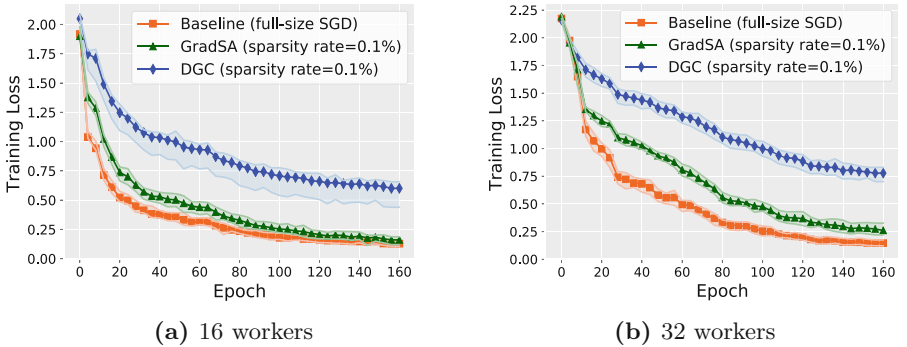 2.00
1.75
1.50
1.25
1.00
0.75
0.50
0.25
0.00
Training Loss
Baseline (full-size SGD)
GradSA (sparsity rate=0.1%)
DGC (sparsity rate=0.1%)
0 20 40 60 80 100 120 140 160
Epoch
(a) 16 workers
2.25
2.00
1.75
1.50
1.25
1.00
0.75
0.50
0.25
0.00
Training Loss
Baseline (full-size SGD)
GradSA (sparsity rate=0.1%)
DGC (sparsity rate=0.1%)
0 20 40 60 80 100 120 140 160
Epoch
(b) 32 workers